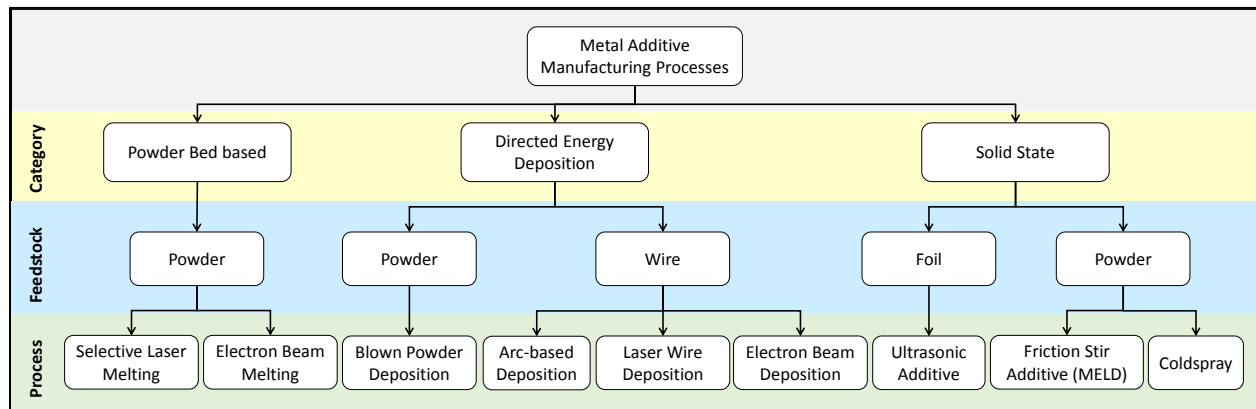 Metal Additive
Manufacturing Processes
Category
Powder Bed based
Directed Energy
Deposition
Solid State
Feedstock
Powder
Powder
Wire
Foil
Powder
Process
Selective Laser
Melting
Electron Beam
Melting
Blown Powder
Deposition
Arc-based
Deposition
Laser Wire
Deposition
Electron Beam
Deposition
Ultrasonic
Additive
Friction Stir
Additive (MELD)
Coldspray